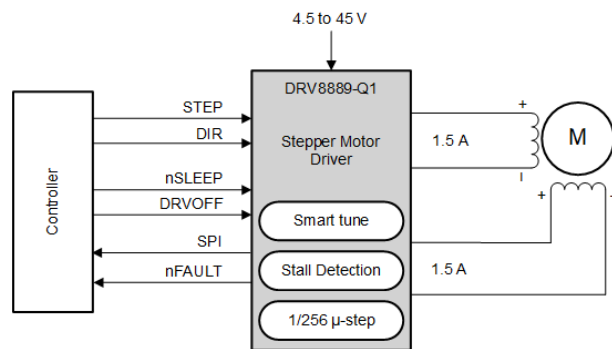 4.5 to 45 V
DRV8889-Q1
Stepper Motor
Driver
Controller
STEP
DIR
nSLEEP
DRVOFF
SPI
nFAULT
Smart tune
Stall Detection
1/256 µ-step
1.5 A
1.5 A
+
–
M
+
-